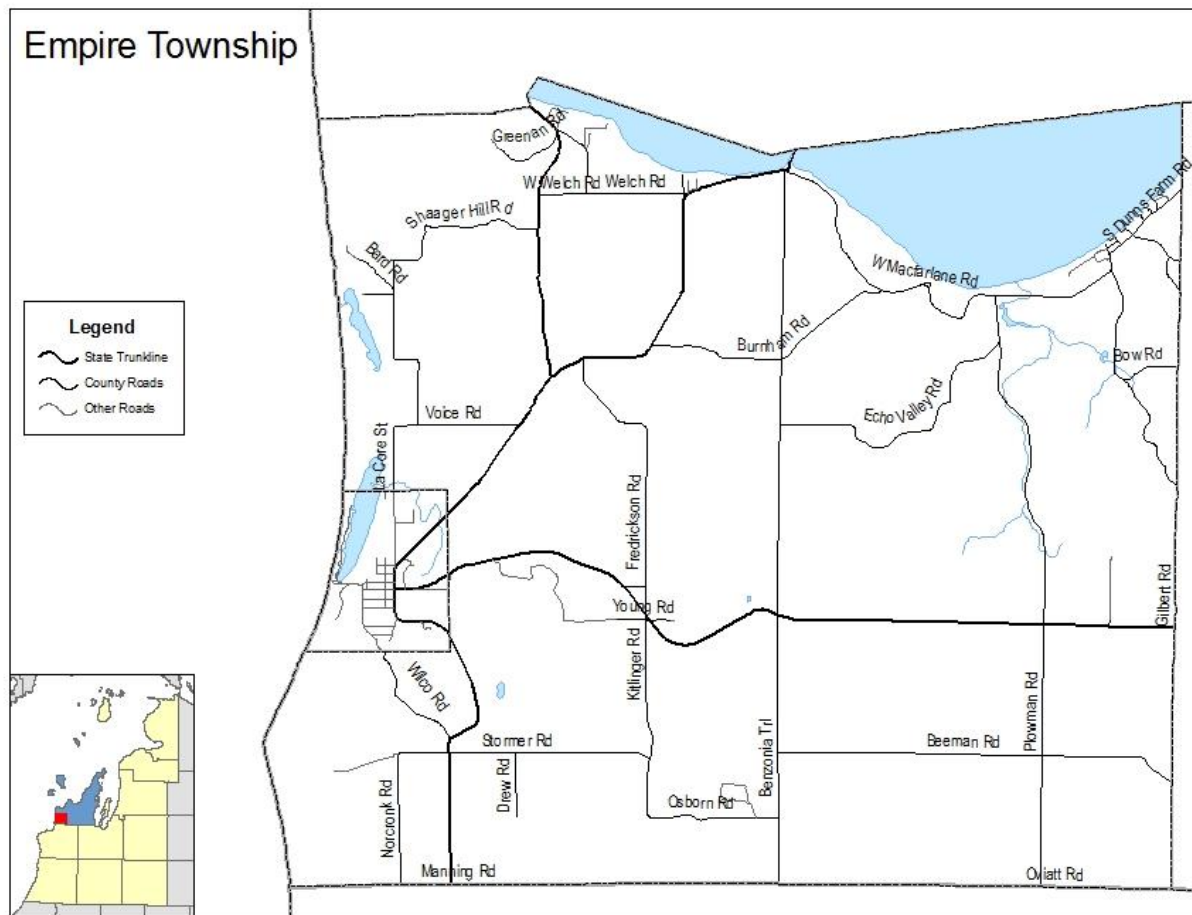 Empire Township
Greenan Rd
W Welch Rd
Welch Rd
S Dunns Farm Rd
Shaager Hill Rd
Bard Rd
W Macfarlane Rd
Legend
State Trunkline
County Roads
Other Roads
Burnham Rd
Bow Rd
Echo Valley Rd
Voice Rd
La Core St
Fredrickson Rd
Gilbert Rd
Young Rd
Kitlinger Rd
Wilco Rd
Plowman Rd
Benzonia Trl
Stormer Rd
Beeman Rd
Drew Rd
Norcronk Rd
Osborn Rd
Manning Rd
Oviatt Rd